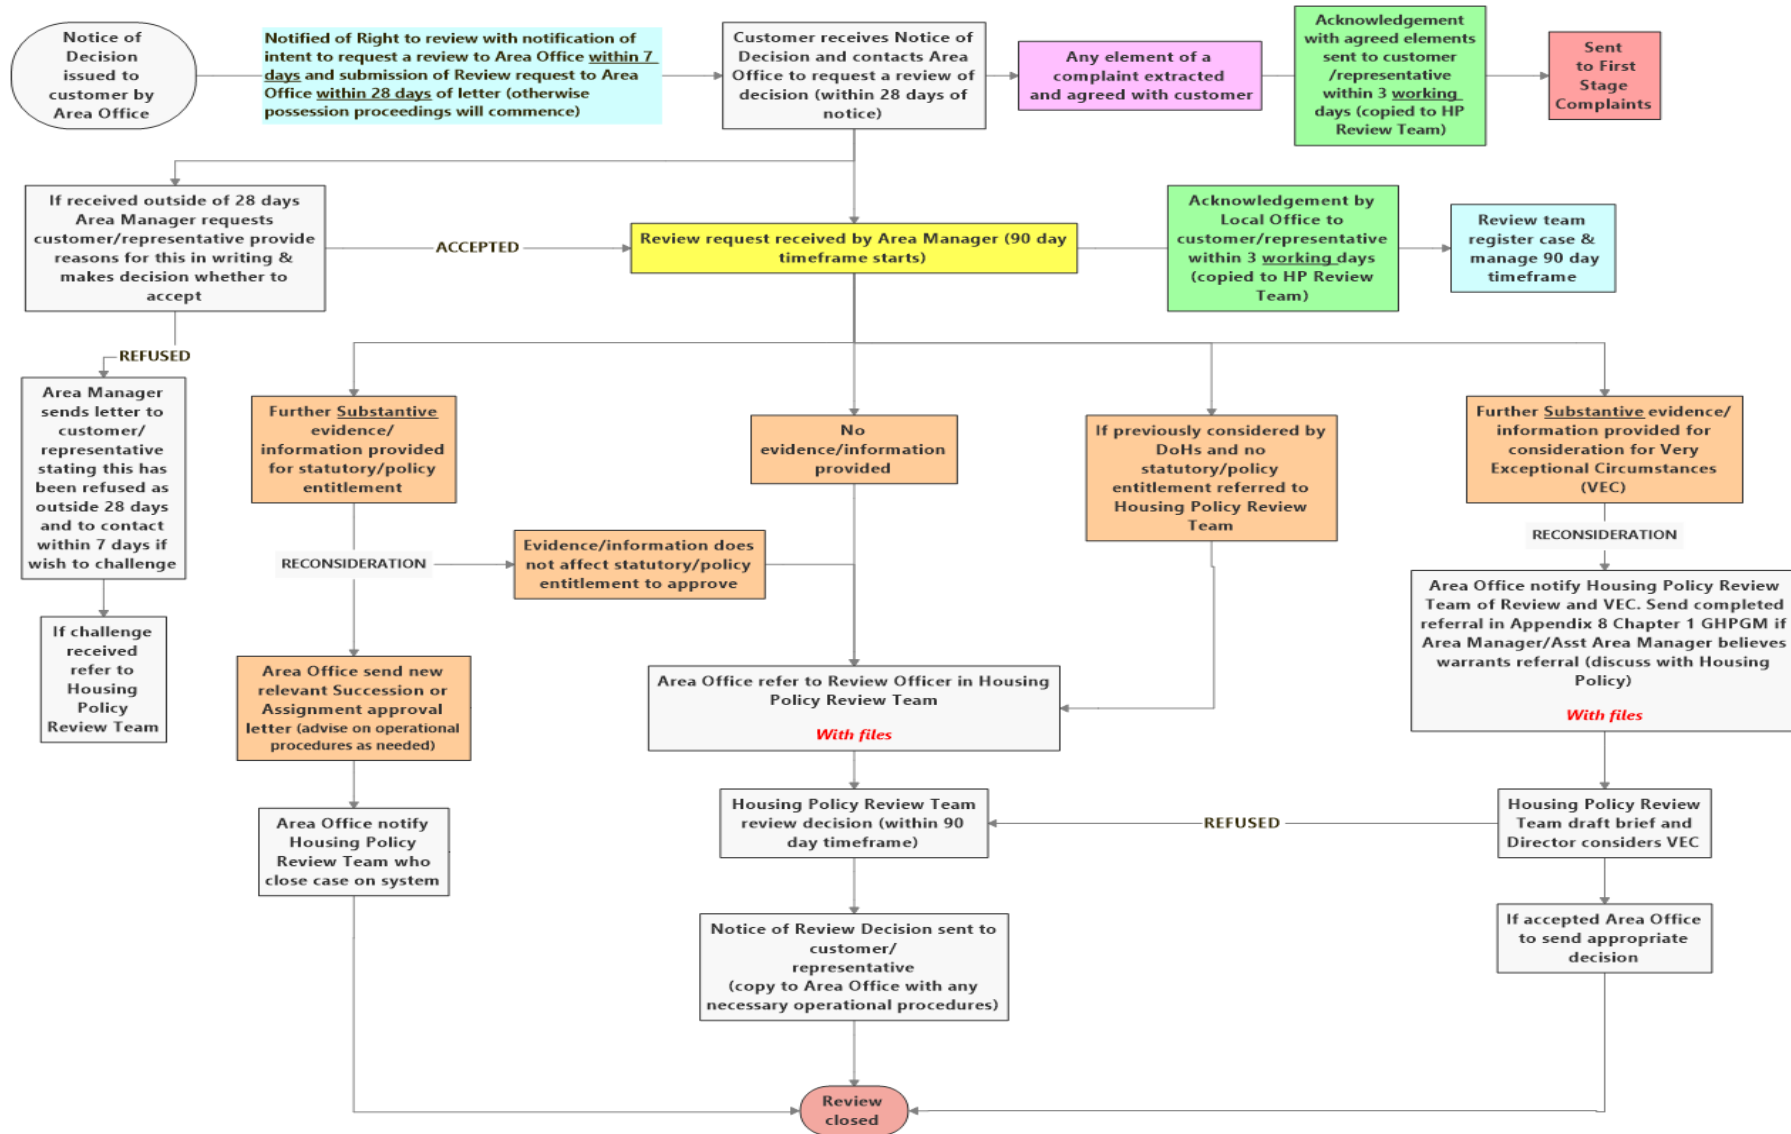 Notice of
Decision
issued to
customer by
Area Office
Notified of Right to review with notification of
intent to request a review to Area Office within 7
days and submission of Review request to Area
Office within 28 days of letter (otherwise
possession proceedings will commence)
Customer receives Notice of
Decision and contacts Area
Office to request a review of
decision (within 28 days of
notice)
Any element of a
complaint extracted
and agreed with customer
Acknowledgement
with agreed elements
sent to customer
/representative
within 3 working
days (copied to HP
Review Team)
Sent
to First
Stage
Complaints
If received outside of 28 days
Area Manager requests
customer/representative provide
reasons for this in writing &
makes decision whether to
accept
ACCEPTED
Review request received by Area Manager (90 day
timeframe starts)
Acknowledgement by
Local Office to
customer/representative
within 3 working days
(copied to HP Review
Team)
Review team
register case &
manage 90 day
timeframe
REFUSED
Area Manager
sends letter to
customer/
representative
stating this has
been refused as
outside 28 days
and to contact
within 7 days if
wish to challenge
If challenge
received
refer to
Housing
Policy
Review Team
Further Substantive
evidence/
information provided
for statutory/policy
entitlement
No
evidence/information
provided
If previously considered by
DoHs and no
statutory/policy
entitlement referred to
Housing Policy Review
Team
Further Substantive evidence/
information provided for
consideration for Very
Exceptional Circumstances
(VEC)
RECONSIDERATION
Evidence/information does
not affect statutory/policy
entitlement to approve
RECONSIDERATION
Area Office send new
relevant Succession or
Assignment approval
letter (advise on operational
procedures as needed)
Area Office refer to Review Officer in Housing
Policy Review Team
With files
Area Office notify Housing Policy Review
Team of Review and VEC. Send completed
referral in Appendix 8 Chapter 1 GHPGM if
Area Manager/Asst Area Manager believes
warrants referral (discuss with Housing
Policy)
With files
Area Office notify
Housing Policy
Review Team who
close case on system
Housing Policy Review Team
review decision (within 90
day timeframe)
REFUSED
Housing Policy Review
Team draft brief and
Director considers VEC
Notice of Review Decision sent to
customer/
representative
(copy to Area Office with any
necessary operational procedures)
If accepted Area Office
to send appropriate
decision
Review
closed